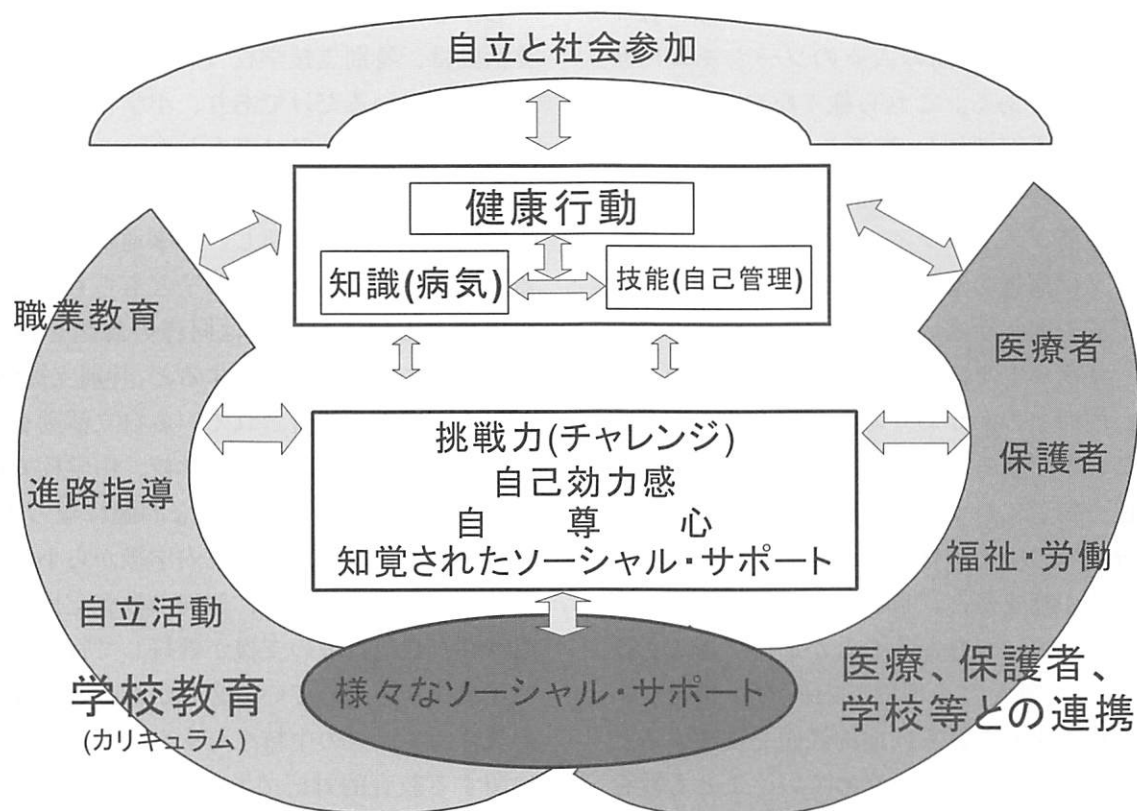 自立と社会参加
健康行動
知識(病気)
技能(自己管理)
職業教育
進路指導
自立活動
学校教育
(カリキュラム)
挑戦力(チャレンジ)
自己効力感
自 尊 心
知覚されたソーシャル・サポート
様々なソーシャル・サポート
医療者
保護者
福祉・労働
医療、保護者、
学校等との連携